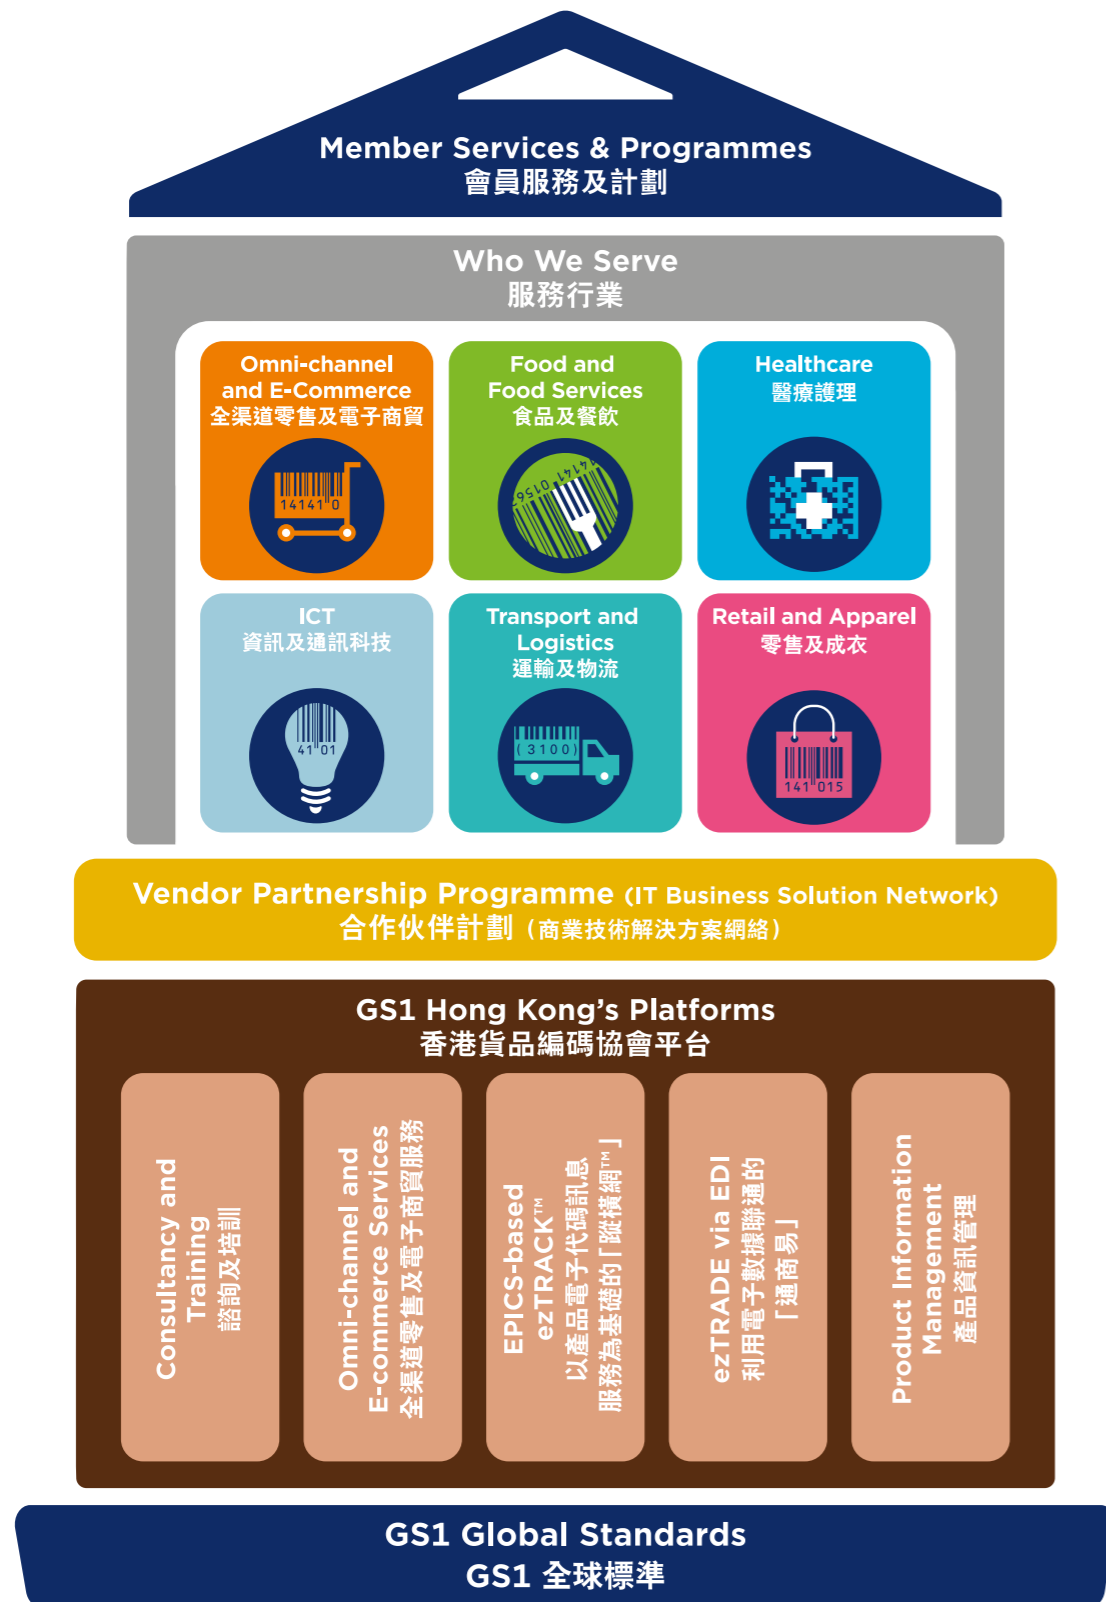 Member Services & Programmes
會員服務及計劃
Who We Serve
服務行業
Omni-channel
and E-Commerce
全渠道零售及電子商貿
14141 0
Food and
Food Services
食品及餐飲
14141 01562
Healthcare
醫療護理
ICT
資訊及通訊科技
41 01
Transport and
Logistics
運輸及物流
(3100)
Retail and Apparel
零售及成衣
141 015
Vendor Partnership Programme (IT Business Solution Network)
合作伙伴計劃（商業技術解決方案網絡）
GS1 Hong Kong’s Platforms
香港貨品編碼協會平台
Consultancy and
Training
諮詢及培訓
Omni-channel and
E-commerce Services
全渠道零售及電子商貿服務
EPICS-based
ezTRACK™
以產品電子代碼訊息
服務為基礎的「蹤橫網™」
ezTRADE via EDI
利用電子數據聯通的
「通商易」
Product Information
Management
產品資訊管理
GS1 Global Standards
GS1 全球標準